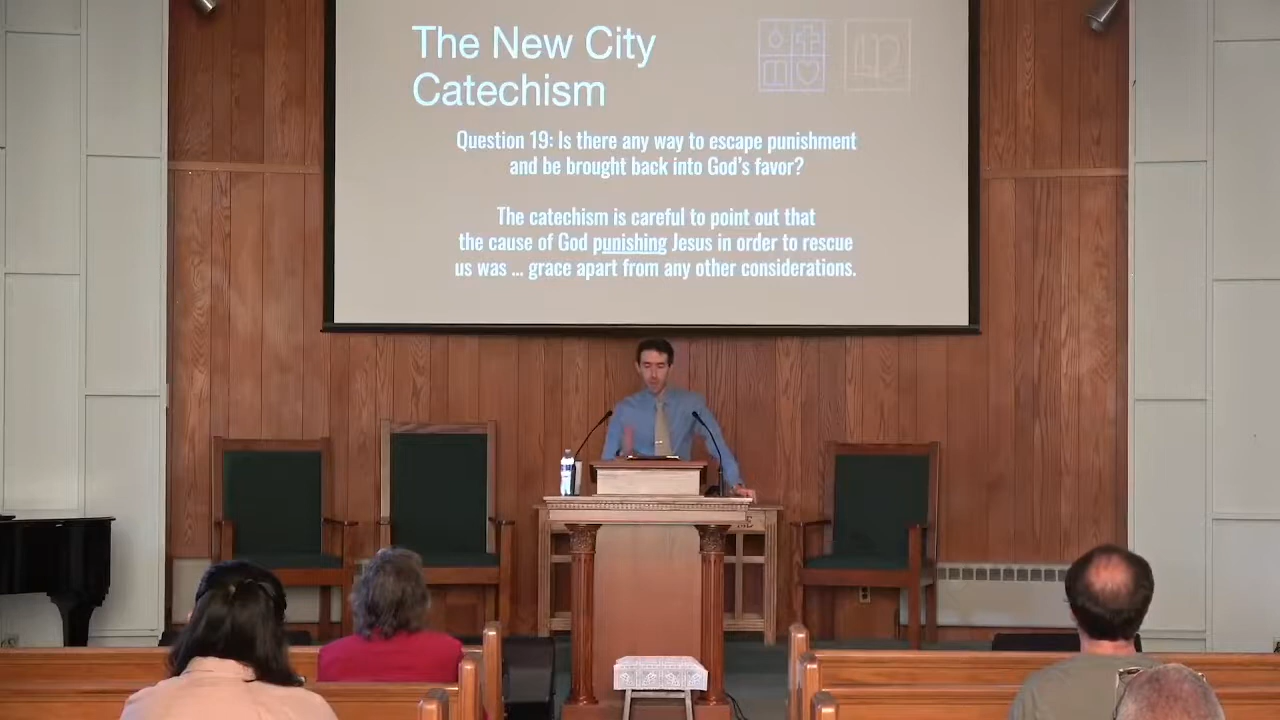 The New City
Catechism
Question 19: Is there any way to escape punishment
and be brought back into God's favor?
The catechism is careful to point out that
the cause of God punishing Jesus in order to rescue
us was ... grace apart from any other considerations.